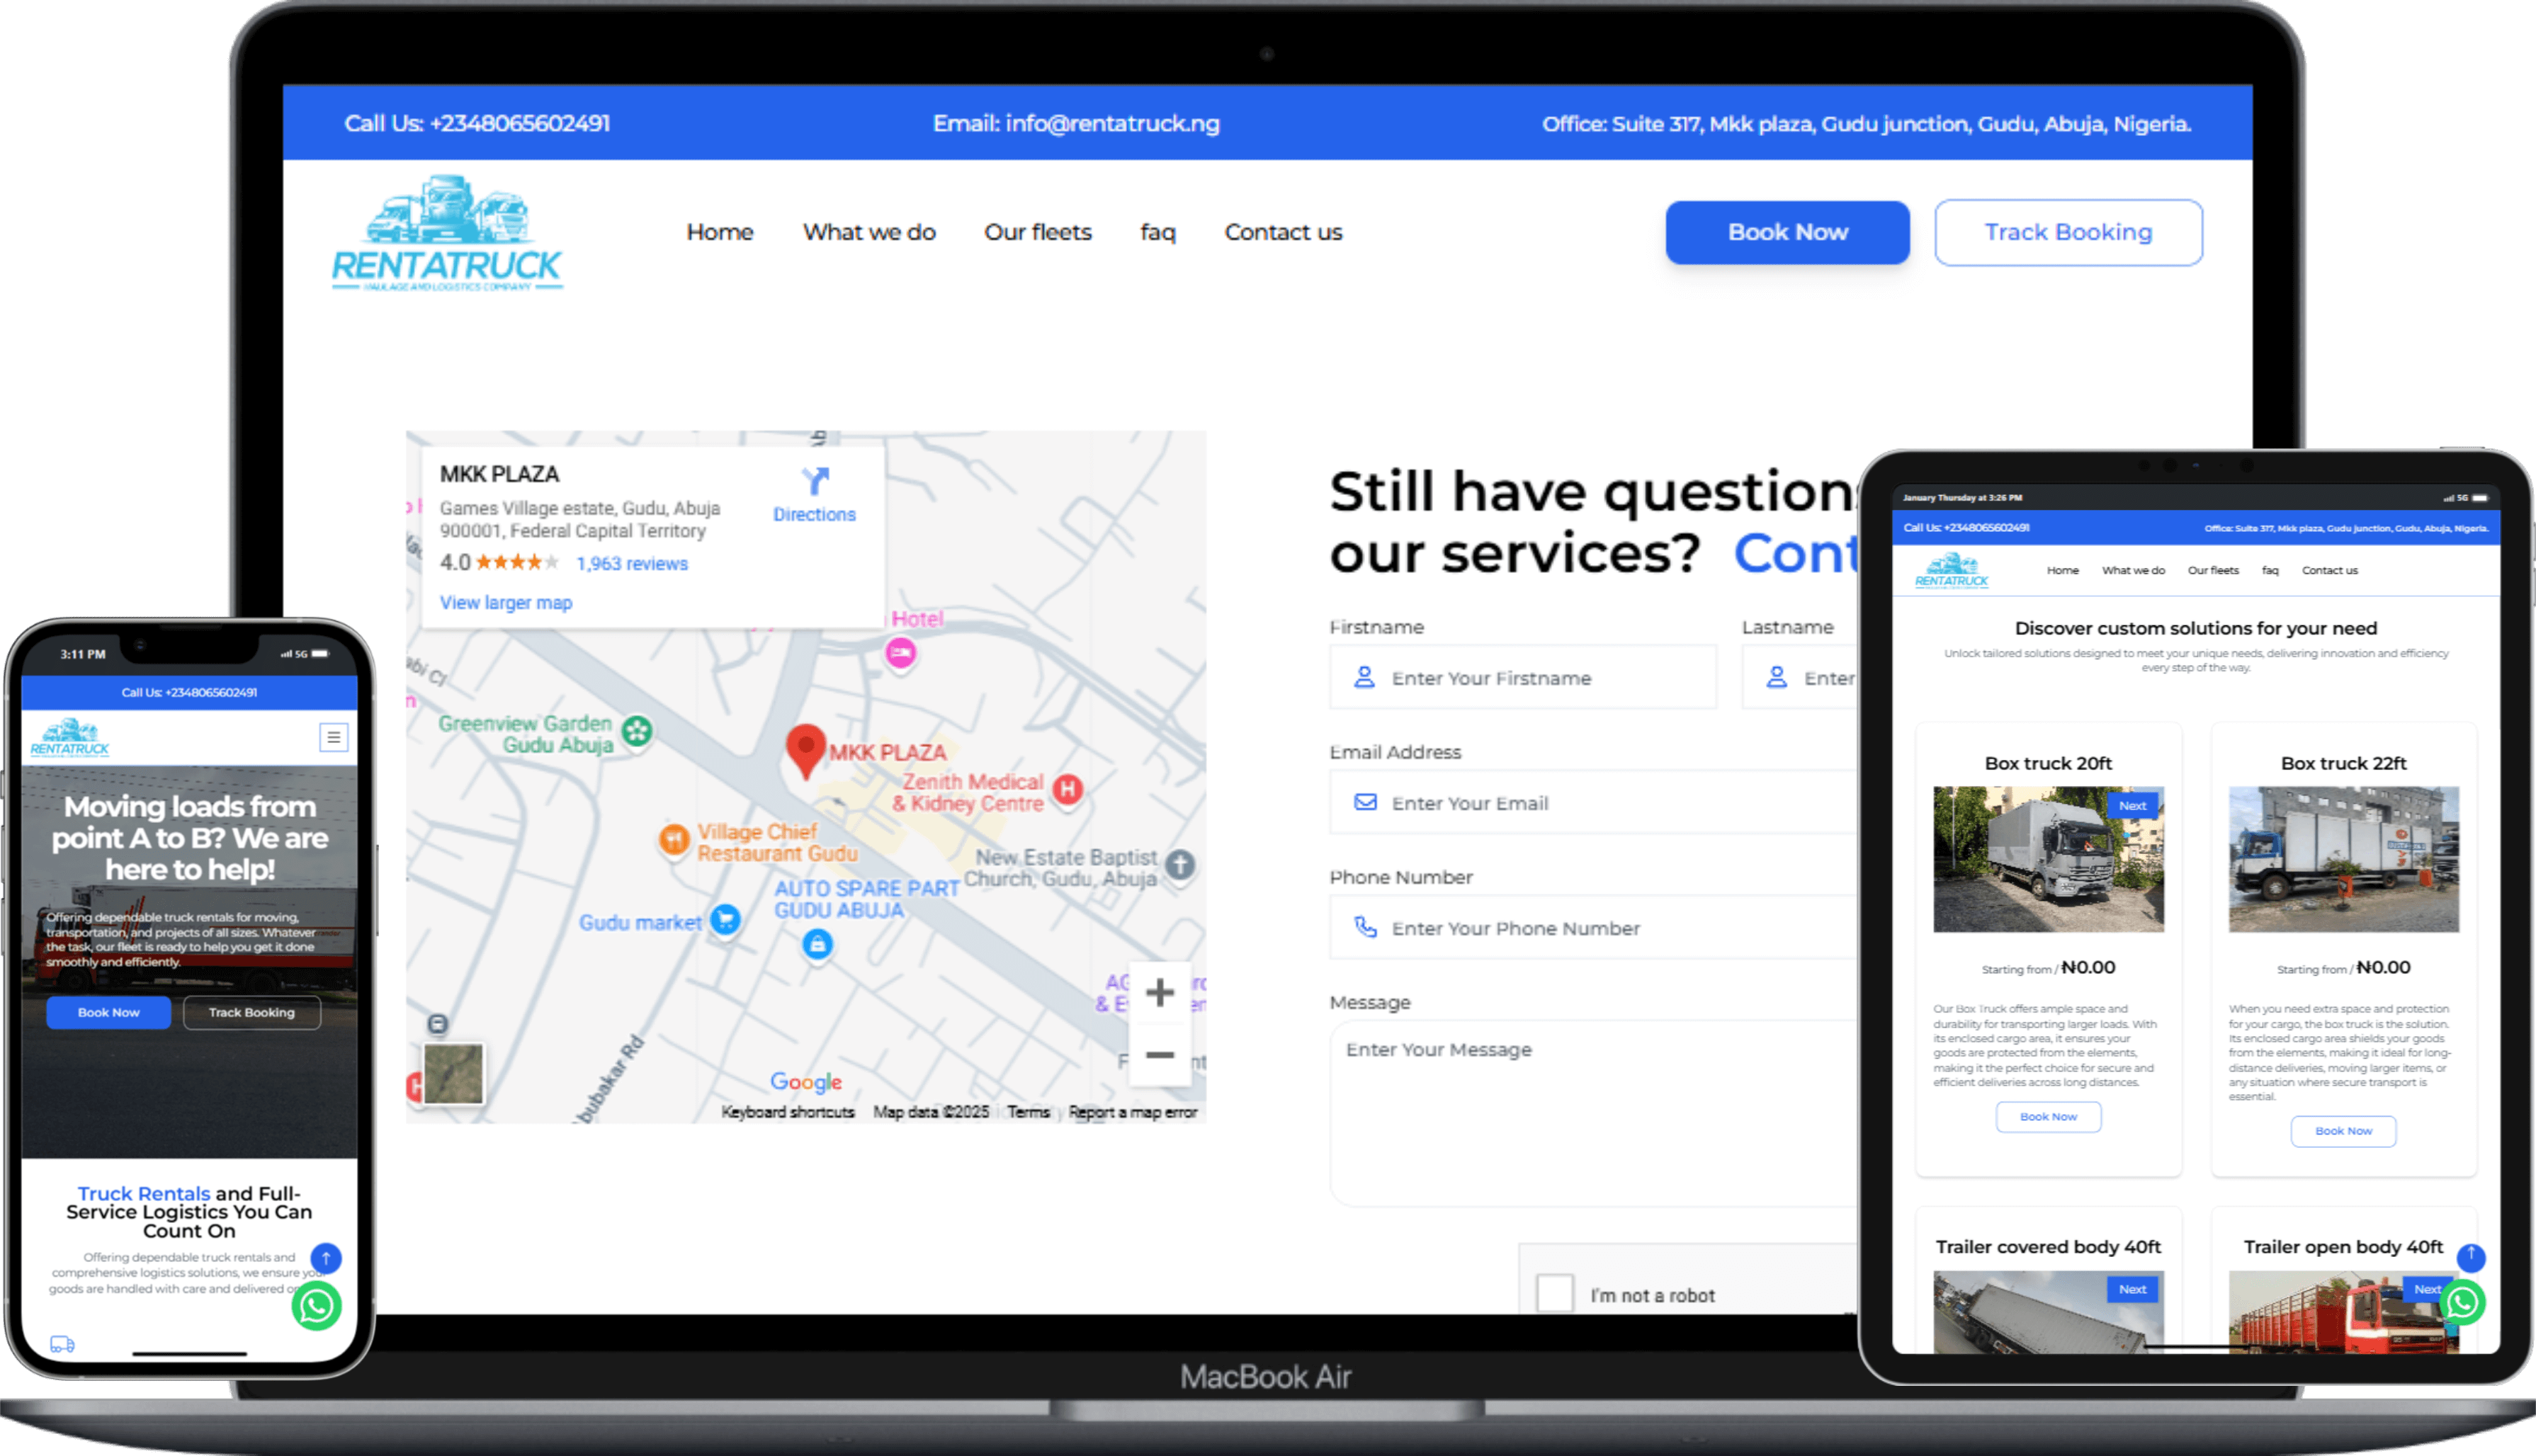 Call Us: +2348065602491
Email: info@rentatruck.ng
Office: Suite 317, Mkk plaza, Gudu junction, Gudu, Abuja, Nigeria.
RENTATRUCK
HAULAGE AND LOGISTICS COMPANY
Home
What we do
Our fleets
faq
Contact us
Book Now
Track Booking
MKK PLAZA
Games Village estate, Gudu, Abuja
900001, Federal Capital Territory
4.0
1,963 reviews
View larger map
Directions
Hotel
Greenview Garden
Gudu Abuja
MKK PLAZA
Zenith Medical
& Kidney Centre
Village Chief
Restaurant Gudu
New Estate Baptist
Church, Gudu, Abuja
AUTO SPARE PART
GUDU ABUJA
Gudu market
bubakar Rd
Google
Keyboard shortcuts
Map data ©2025
Terms
Report a map error
Still have question
our services? Cont
Firstname
Enter Your Firstname
Lastname
Enter
Email Address
Enter Your Email
Phone Number
Enter Your Phone Number
Message
Enter Your Message
I'm not a robot
MacBook Air
3:11 PM
5G
Call Us: +2348065602491
RENTATRUCK
Moving loads from
point A to B? We are
here to help!
Offering dependable truck rentals for moving,
transportation, and projects of all sizes. Whatever
the task, our fleet is ready to help you get it done
smoothly and efficiently.
Book Now
Track Booking
Truck Rentals and Full-
Service Logistics You Can
Count On
Offering dependable truck rentals and
comprehensive logistics solutions, we ensure your
goods are handled with care and delivered
January Thursday at 3:26 PM
5G
Call Us: +2348065602491
Office: Suite 317, Mkk plaza, Gudu junction, Gudu, Abuja, Nigeria.
RENTATRUCK
Home
What we do
Our fleets
faq
Contact us
Discover custom solutions for your need
Unlock tailored solutions designed to meet your unique needs, delivering innovation and efficiency
every step of the way.
Box truck 20ft
Next
Starting from / ₦0.00
Our Box Truck offers ample space and
durability for transporting larger loads. With
its enclosed cargo area, it ensures your
goods are protected from the elements,
making it the perfect choice for secure and
efficient deliveries across long distances.
Book Now
Box truck 22ft
Starting from / ₦0.00
When you need extra space and protection
for your cargo, the box truck is the solution.
Its enclosed cargo area shields your goods
from the elements, making it ideal for long-
distance deliveries, moving larger items, or
any situation where secure transport is
essential.
Book Now
Trailer covered body 40ft
Next
Trailer open body 40ft
Next